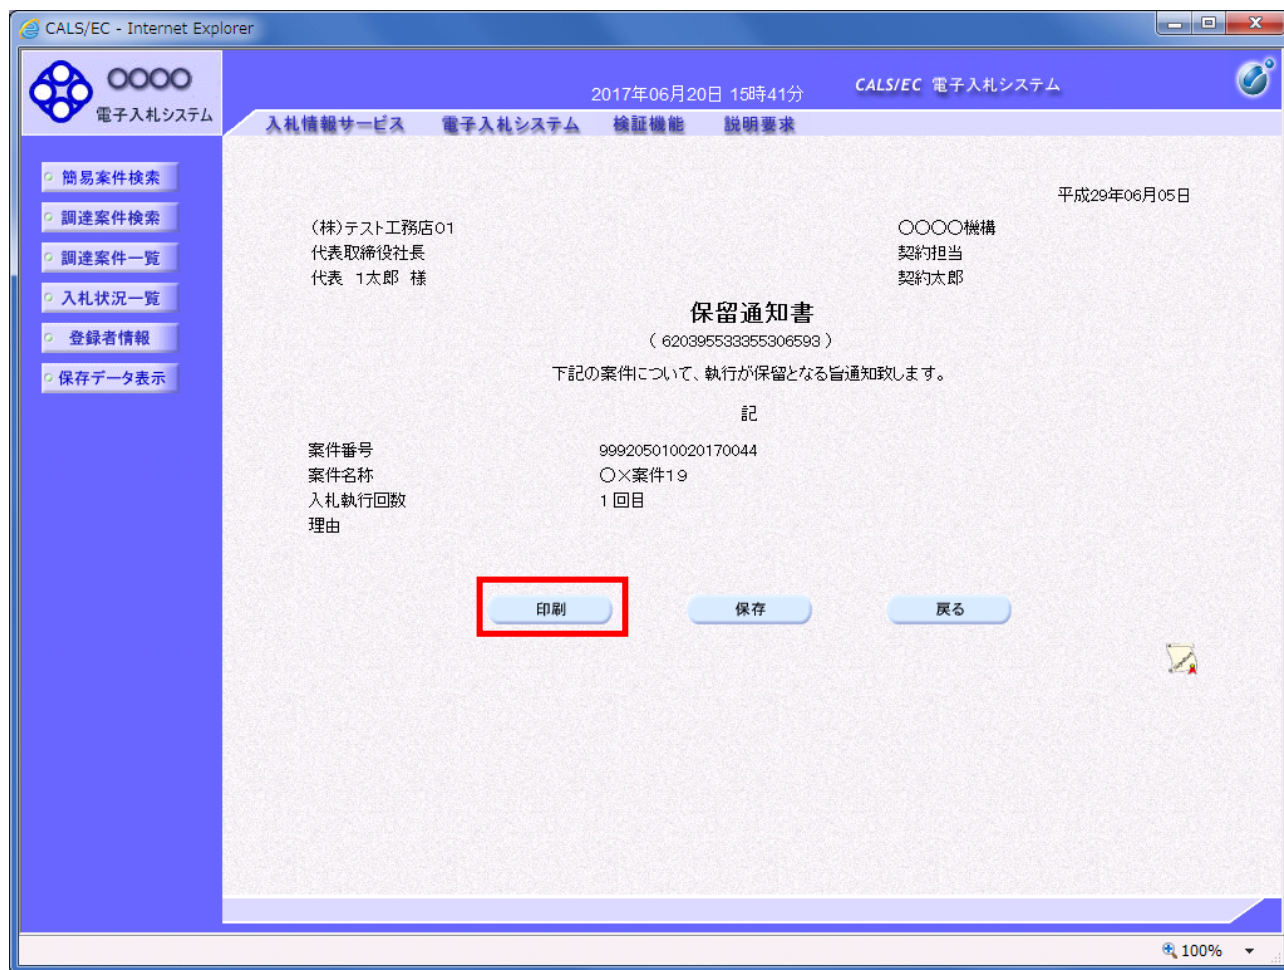 CALS/EC - Internet Explorer
〇〇〇〇
電子入札システム
2017年06月20日 15時41分
CALS/EC 電子入札システム
入札情報サービス 電子入札システム 検証機能 説明要求
簡易案件検索
調達案件検索
調達案件一覧
入札状況一覧
登録者情報
保存データ表示
平成29年06月05日
(株)テスト工務店01
代表取締役社長
代表 1太郎 様
〇〇〇〇機構
契約担当
契約太郎
保留通知書
( 620395533355306593 )
下記の案件について、執行が保留となる旨通知致します。
記
案件番号 999205010020170044
案件名称 〇×案件19
入札執行回数 1回目
理由
印刷 保存 戻る
100%